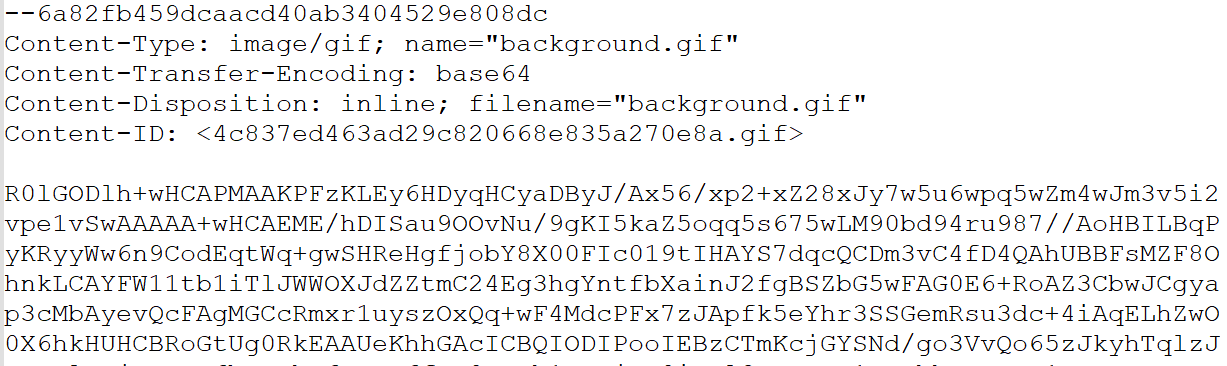 --6a82fb459dcaacd40ab3404529e808dc
Content-Type: image/gif; name="background.gif"
Content-Transfer-Encoding: base64
Content-Disposition: inline; filename="background.gif"
Content-ID: <4c837ed463ad29c820668e835a270e8a.gif>

R0lGODlh+wHCAPMAAKPFzKLEy6HDyqHCyaDByJ/Ax56/xp2+xZ28xJy7w5u6wpq5wZm4wJm3v5i2
vpe1vSwAAAAA+wHCAEME/hDISau9OOvNu/9gKI5kaZ5oqq5s675wLM90bd94ru987//AoHBILBqP
yKRyyWw6n9CodEqtWq+gwSHReHgfjobY8X00FIc019tIHAYS7dqcQCDm3vC4fD4QAhUBBFsMZF8O
hnkLCAYFW11tb1iTlJWWOXJdZZtmC24Eg3hgYntfbXainJ2fgBSZbG5wFAG0E6+RoAZ3CbwJCgya
p3cMbAyevQcFAgMGCcRmxr1uyszOxQq+wF4MdcPFx7zJApfk5eYhr3SSGemRsu3dc+4iAqELhZwO
0X6hkHUHCBRoGtUg0RkEAAUeKhhGAcICBQIODIPooIEBzCTmKcjGYSNd/go3VvQo65zJkyhTqlzJ